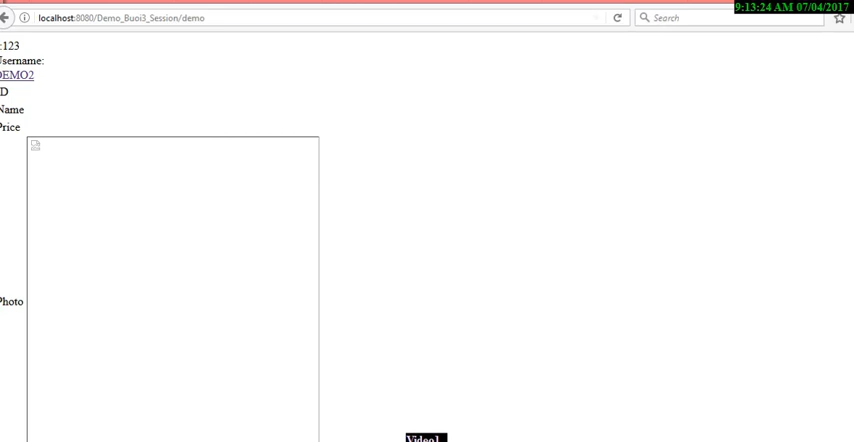 9:13:24 AM 07/04/2017
localhost:8080/Demo_Buoi3_Session/demo
Search
:123
Username:
DEMO2
ID
Name
Price
Photo
Video1